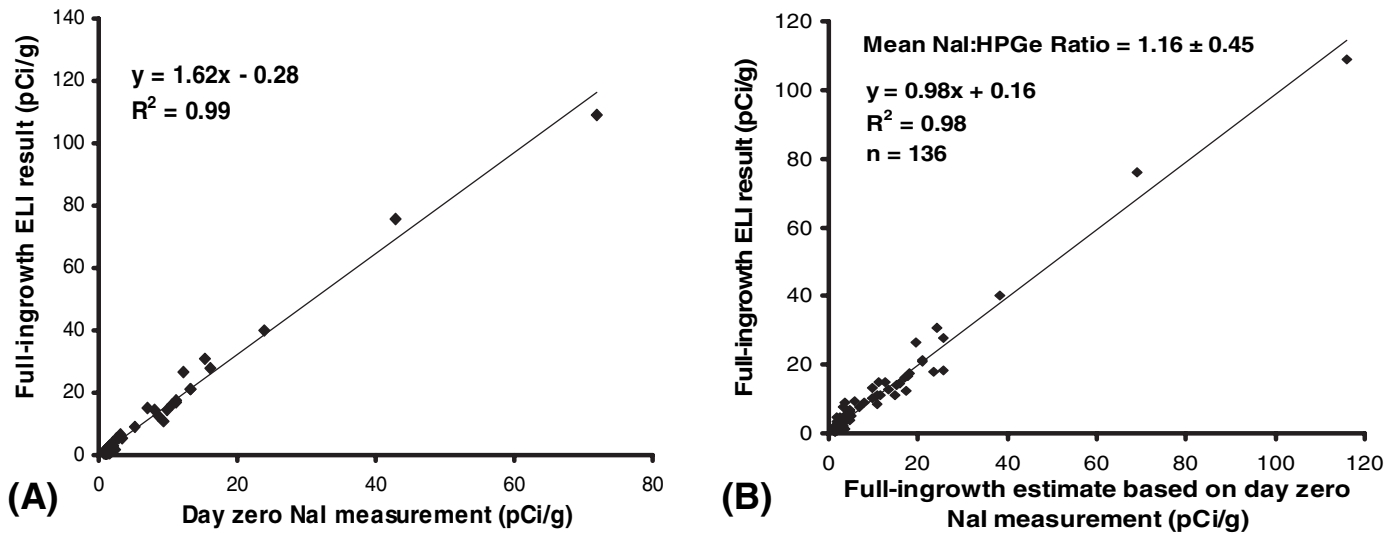 140
120
100
80
60
40
20
0
Full-ingrowth ELI result (pCi/g)
y = 1.62x - 0.28
R² = 0.99
0 20 40 60 80
Day zero NaI measurement (pCi/g)
(A)
120
100
80
60
40
20
0
Full-ingrowth ELI result (pCi/g)
Mean NaI:HPGe Ratio = 1.16 ± 0.45
y = 0.98x + 0.16
R² = 0.98
n = 136
0 20 40 60 80 100 120
Full-ingrowth estimate based on day zero
NaI measurement (pCi/g)
(B)